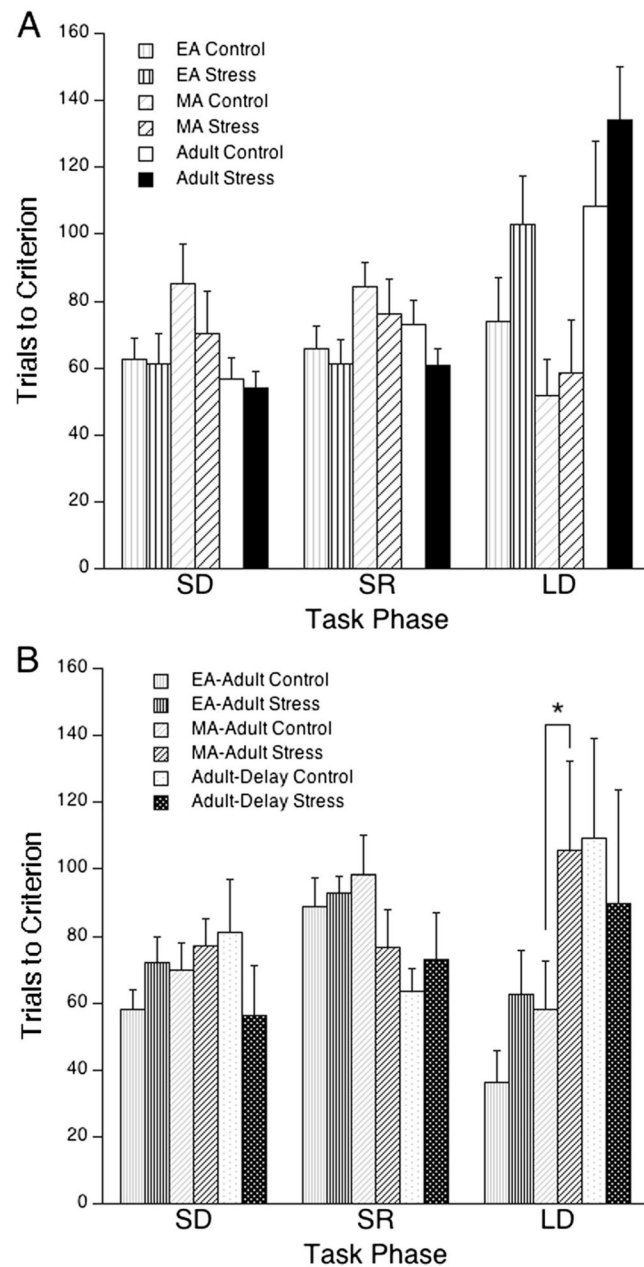 A
160
140
120
100
80
60
40
20
0
Trials to Criterion
EA Control
EA Stress
MA Control
MA Stress
Adult Control
Adult Stress
SD SR LD
Task Phase
B
160
140
120
100
80
60
40
20
0
Trials to Criterion
EA-Adult Control
EA-Adult Stress
MA-Adult Control
MA-Adult Stress
Adult-Delay Control
Adult-Delay Stress
*
SD SR LD
Task Phase